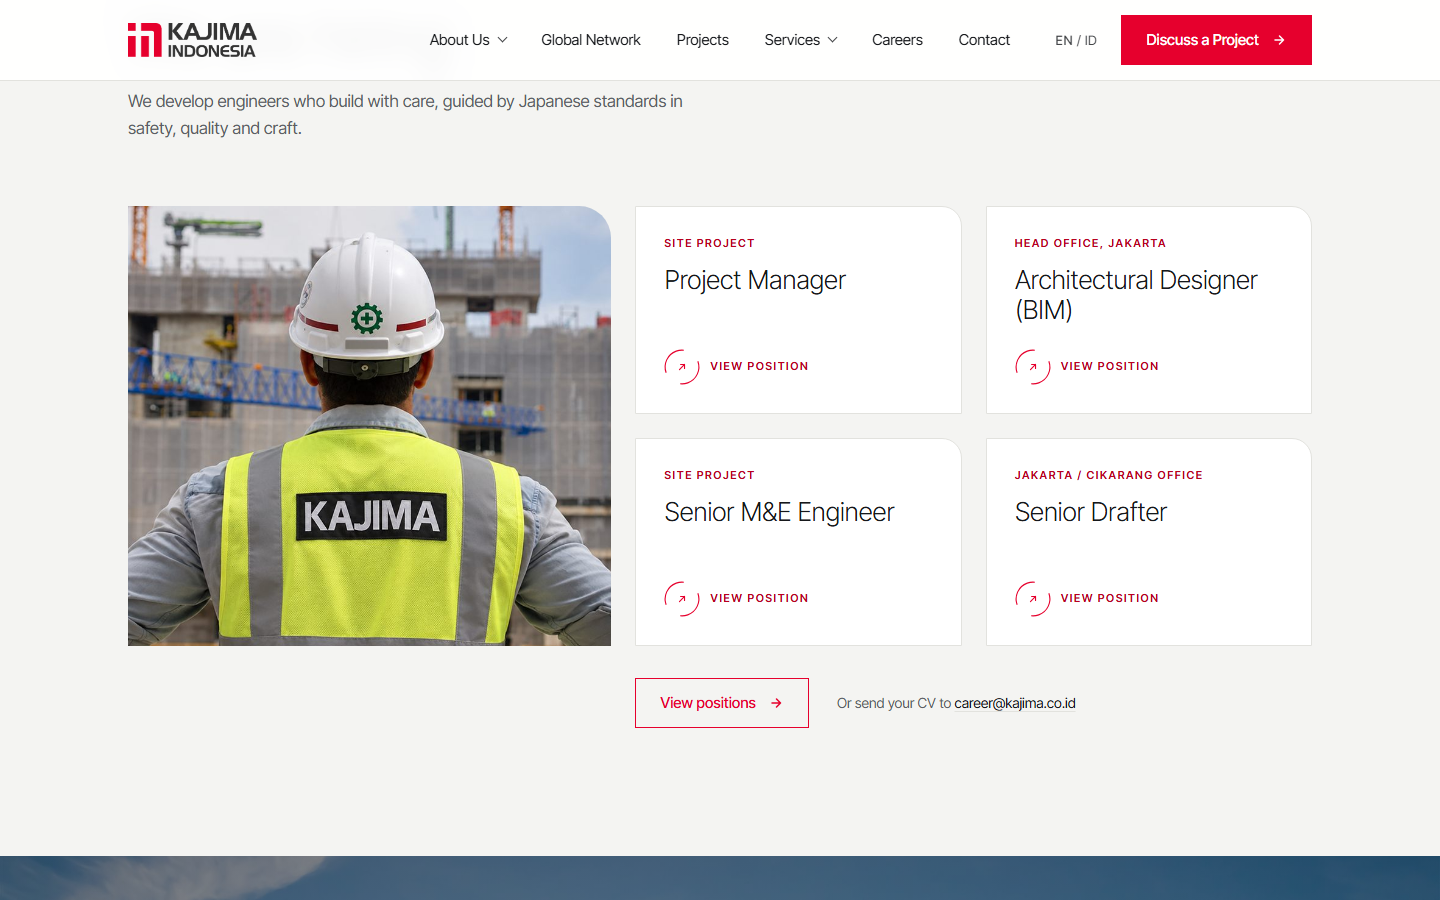 KAJIMA
INDONESIA
About Us
Global Network
Projects
Services
Careers
Contact
EN / ID
Discuss a Project
We develop engineers who build with care, guided by Japanese standards in
safety, quality and craft.
KAJIMA
SITE PROJECT
Project Manager
VIEW POSITION
HEAD OFFICE, JAKARTA
Architectural Designer
(BIM)
VIEW POSITION
SITE PROJECT
Senior M&E Engineer
VIEW POSITION
JAKARTA / CIKARANG OFFICE
Senior Drafter
VIEW POSITION
View positions
Or send your CV to career@kajima.co.id